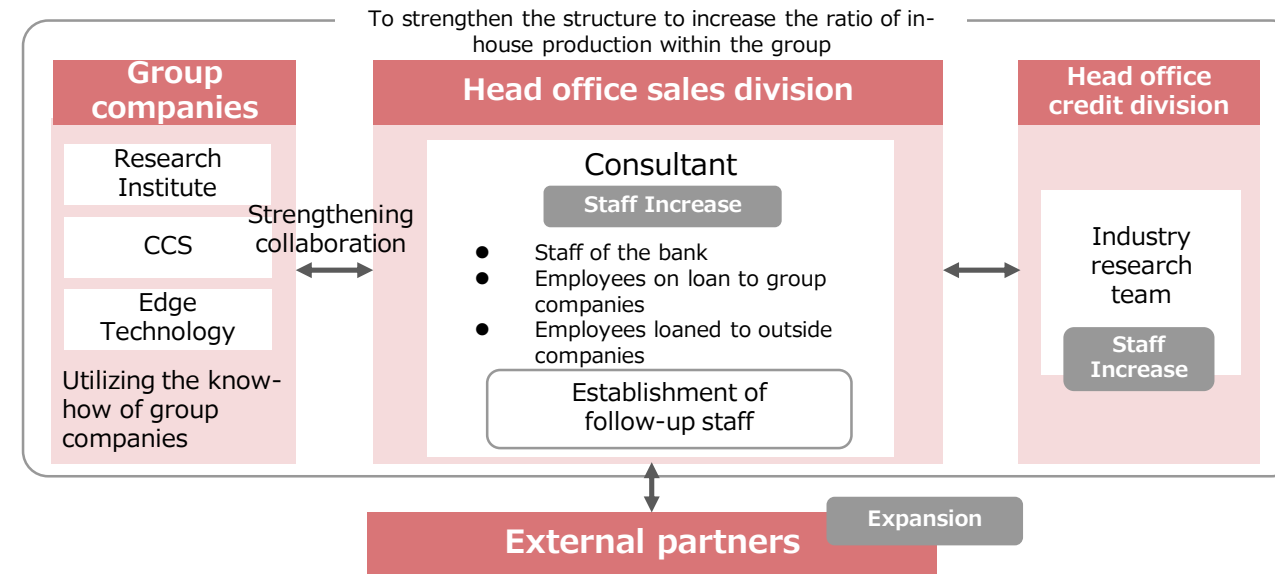 To strengthen the structure to increase the ratio of in-
house production within the group
Group
companies
Research
Institute
CCS
Edge
Technology
Utilizing the know-
how of group
companies
Strengthening
collaboration
Head office sales division
Consultant
Staff Increase
● Staff of the bank
● Employees on loan to group
companies
● Employees loaned to outside
companies
Establishment of
follow-up staff
Head office
credit division
Industry
research
team
Staff
Increase
External partners
Expansion